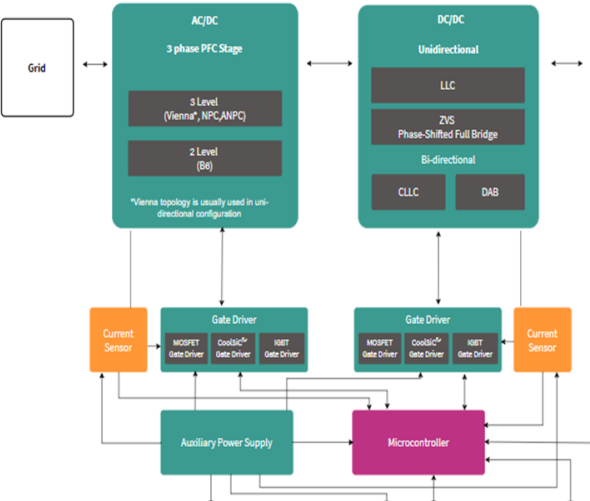 Grid
AC/DC
3 phase PFC Stage
3 Level
(Vienna*, NPC,ANPC)
2 Level
(B6)
*Vienna topology is usually used in uni-
directional configuration
DC/DC
Unidirectional
LLC
ZVS
Phase-Shifted Full Bridge
Bi-directional
CLLC
DAB
Current
Sensor
Gate Driver
MOSFET
Gate Driver
CoolSiC
Gate Driver
IGBT
Gate Driver
Gate Driver
MOSFET
Gate Driver
CoolSiC
Gate Driver
IGBT
Gate Driver
Current
Sensor
Auxiliary Power Supply
Microcontroller